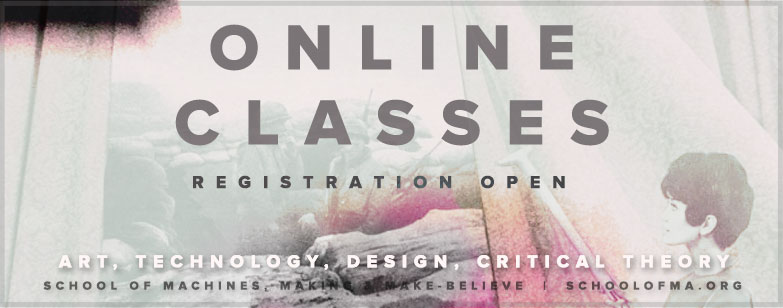 ONLINE
CLASSES
REGISTRATION OPEN
ART, TECHNOLOGY, DESIGN, CRITICAL THEORY
SCHOOL OF MACHINES, MAKING & MAKE-BELIEVE | SCHOOLOFMA.ORG